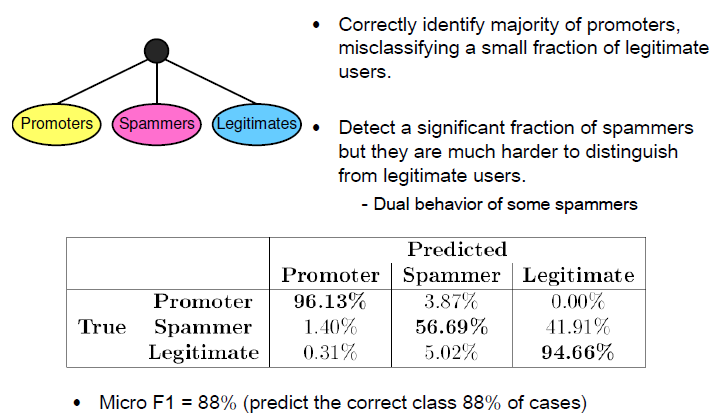 Promoters
Spammers
Legitimates
• Correctly identify majority of promoters,
misclassifying a small fraction of legitimate
users.
• Detect a significant fraction of spammers
but they are much harder to distinguish
from legitimate users.
- Dual behavior of some spammers
Predicted
Promoter Spammer Legitimate
Promoter 96.13% 3.87% 0.00%
True Spammer 1.40% 56.69% 41.91%
Legitimate 0.31% 5.02% 94.66%
• Micro F1 = 88% (predict the correct class 88% of cases)